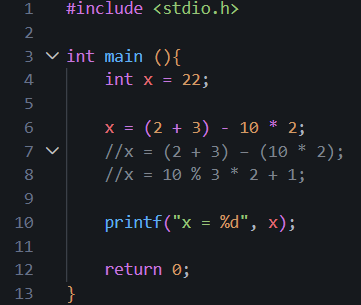 1 #include <stdio.h>
2
3 int main (){
4 int x = 22;
5
6 x = (2 + 3) - 10 * 2;
7 //x = (2 + 3) - (10 * 2);
8 //x = 10 % 3 * 2 + 1;
9
10 printf("x = %d", x);
11
12 return 0;
13 }